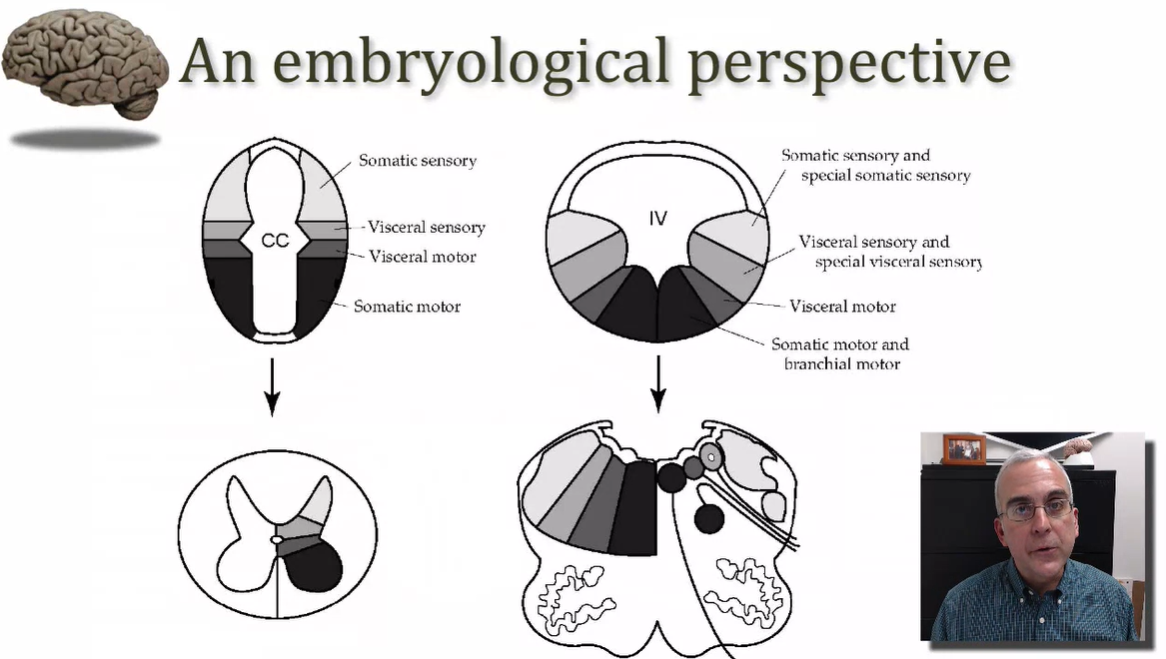 An embryological perspective
Somatic sensory
Visceral sensory
CC
Visceral motor
Somatic motor
Somatic sensory and
special somatic sensory
IV
Visceral sensory and
special visceral sensory
Visceral motor
Somatic motor and
branchial motor